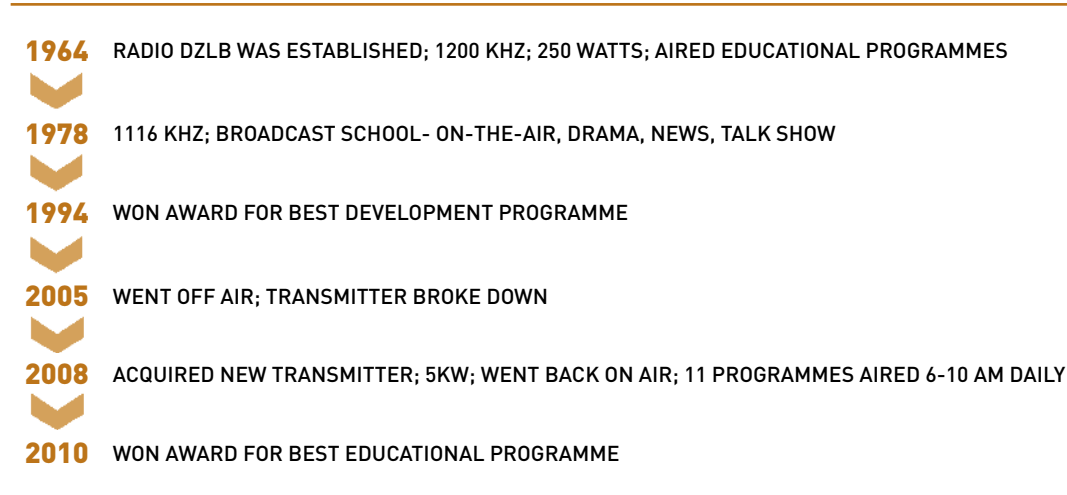 1964 RADIO DZLB WAS ESTABLISHED; 1200 KHZ; 250 WATTS; AIRED EDUCATIONAL PROGRAMMES
1978 1116 KHZ; BROADCAST SCHOOL- ON-THE-AIR, DRAMA, NEWS, TALK SHOW
1994 WON AWARD FOR BEST DEVELOPMENT PROGRAMME
2005 WENT OFF AIR; TRANSMITTER BROKE DOWN
2008 ACQUIRED NEW TRANSMITTER; 5KW; WENT BACK ON AIR; 11 PROGRAMMES AIRED 6-10 AM DAILY
2010 WON AWARD FOR BEST EDUCATIONAL PROGRAMME